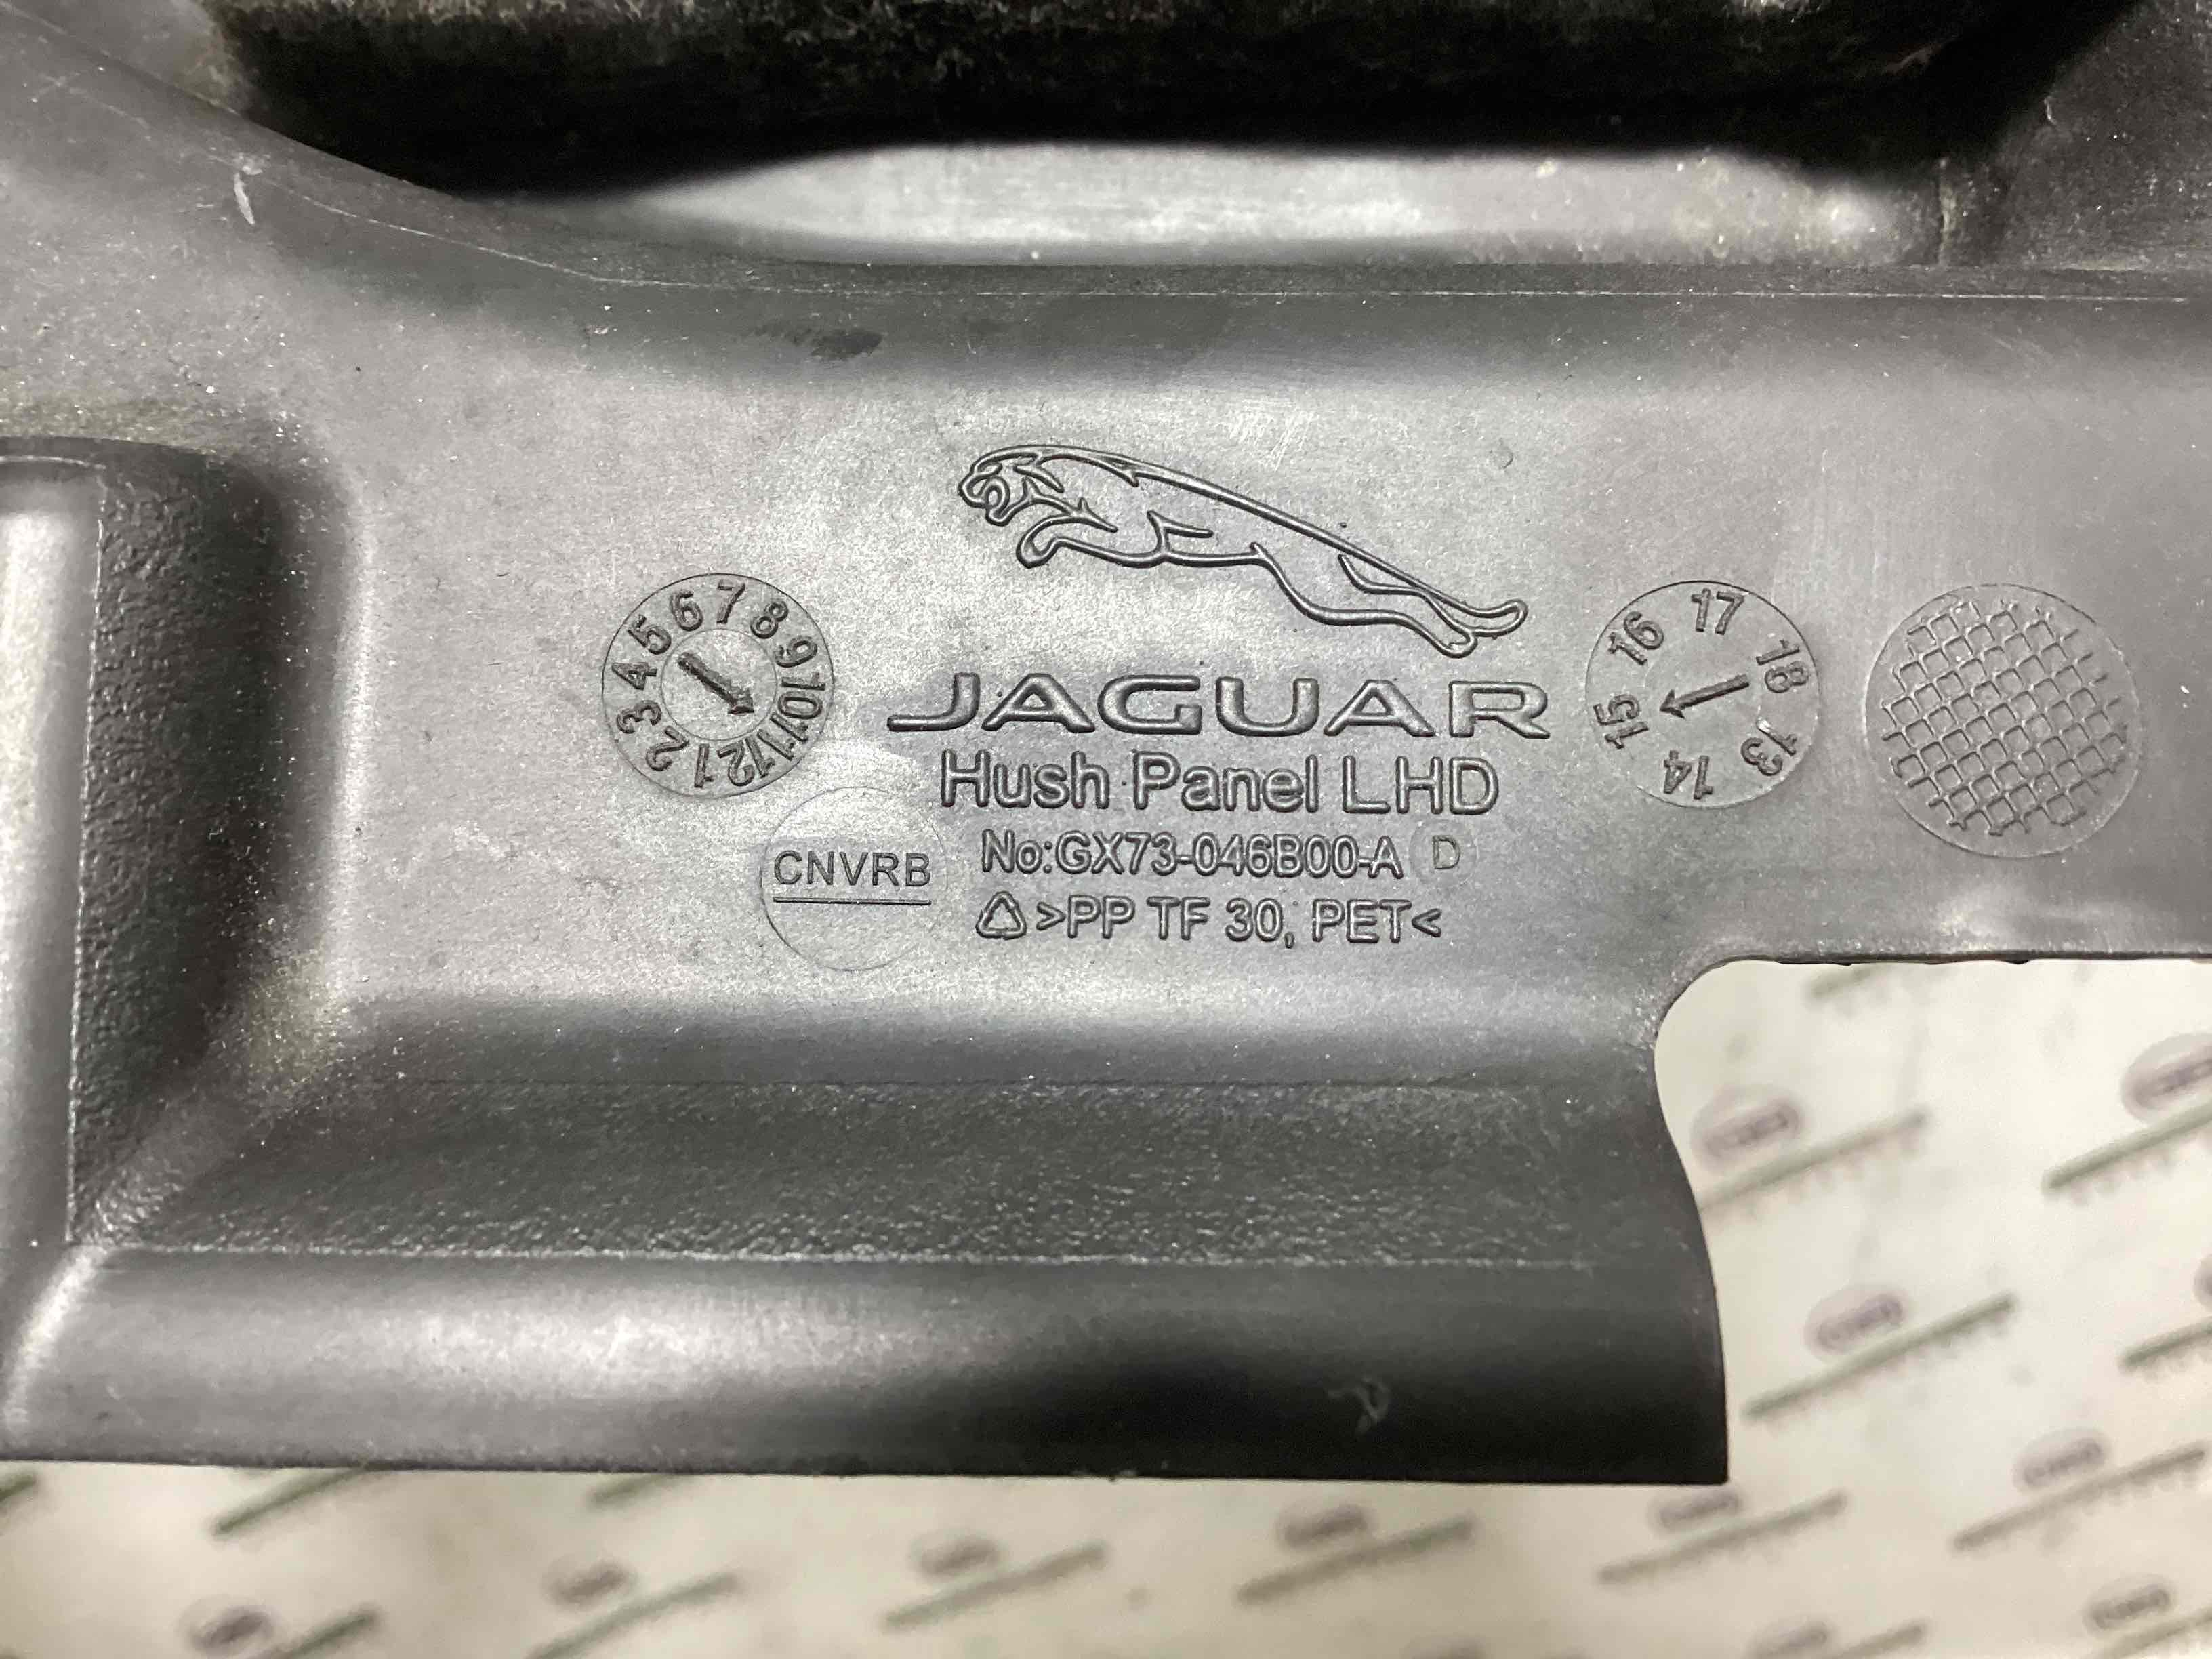 1 2 3 4 5 6 7 8 9 10 11 12
JAGUAR
Hush Panel LHD
No:GX73-046B00-A D
>PP TF 30, PET<
CNVRB
13 14 15 16 17 18